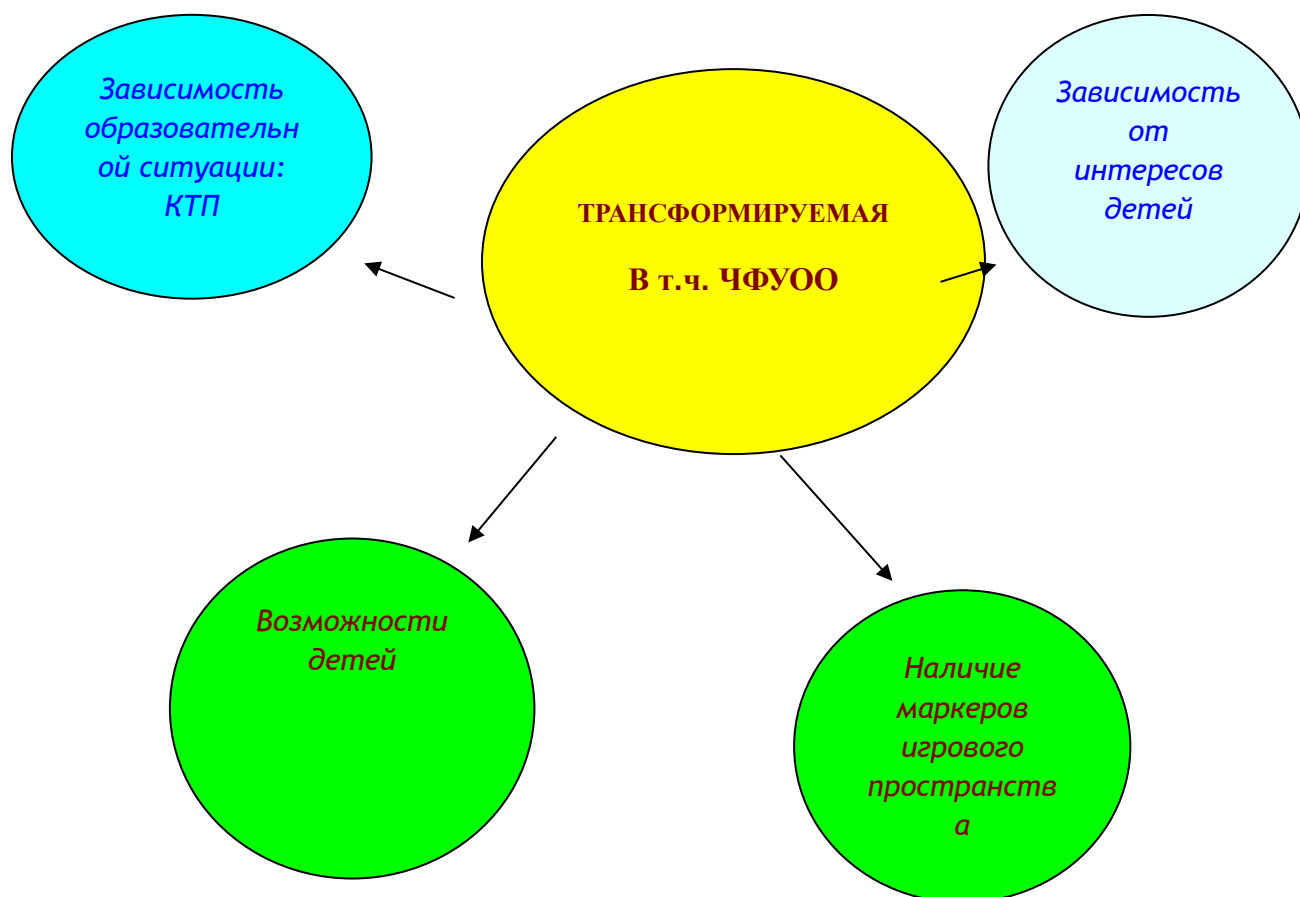 Зависимость
образовательн
ой ситуации:
КТП
ТРАНСФОРМИРУЕМАЯ
В т.ч. ЧФУОО
Зависимость
от
интересов
детей
Возможности
детей
Наличие
маркеров
игрового
пространств
а